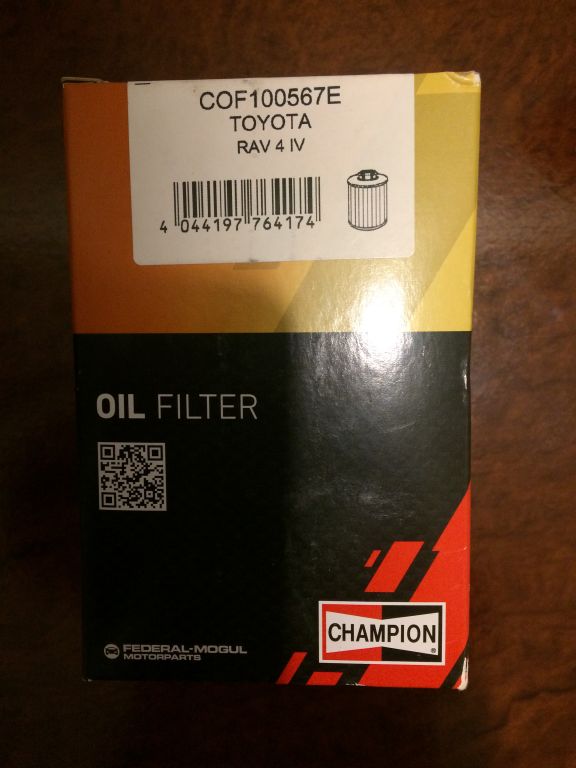 COF100567E
TOYOTA
RAV 4 IV
4 044197 764174
OIL FILTER
CHAMPION
®
FEDERAL-MOGUL
MOTORPARTS